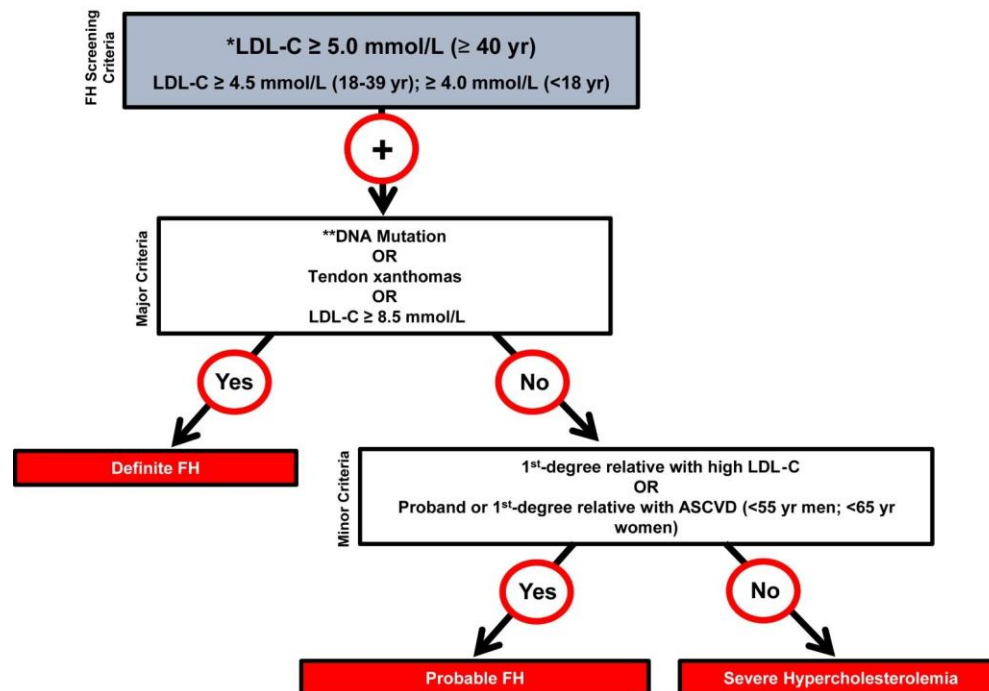 FH Screening
Criteria
*LDL-C ≥ 5.0 mmol/L (≥ 40 yr)
LDL-C ≥ 4.5 mmol/L (18-39 yr); ≥ 4.0 mmol/L (<18 yr)
+
Major Criteria
**DNA Mutation
OR
Tendon xanthomas
OR
LDL-C ≥ 8.5 mmol/L
Yes
No
Definite FH
Minor Criteria
1st-degree relative with high LDL-C
OR
Proband or 1st-degree relative with ASCVD (<55 yr men; <65 yr
women)
Yes
No
Probable FH
Severe Hypercholesterolemia